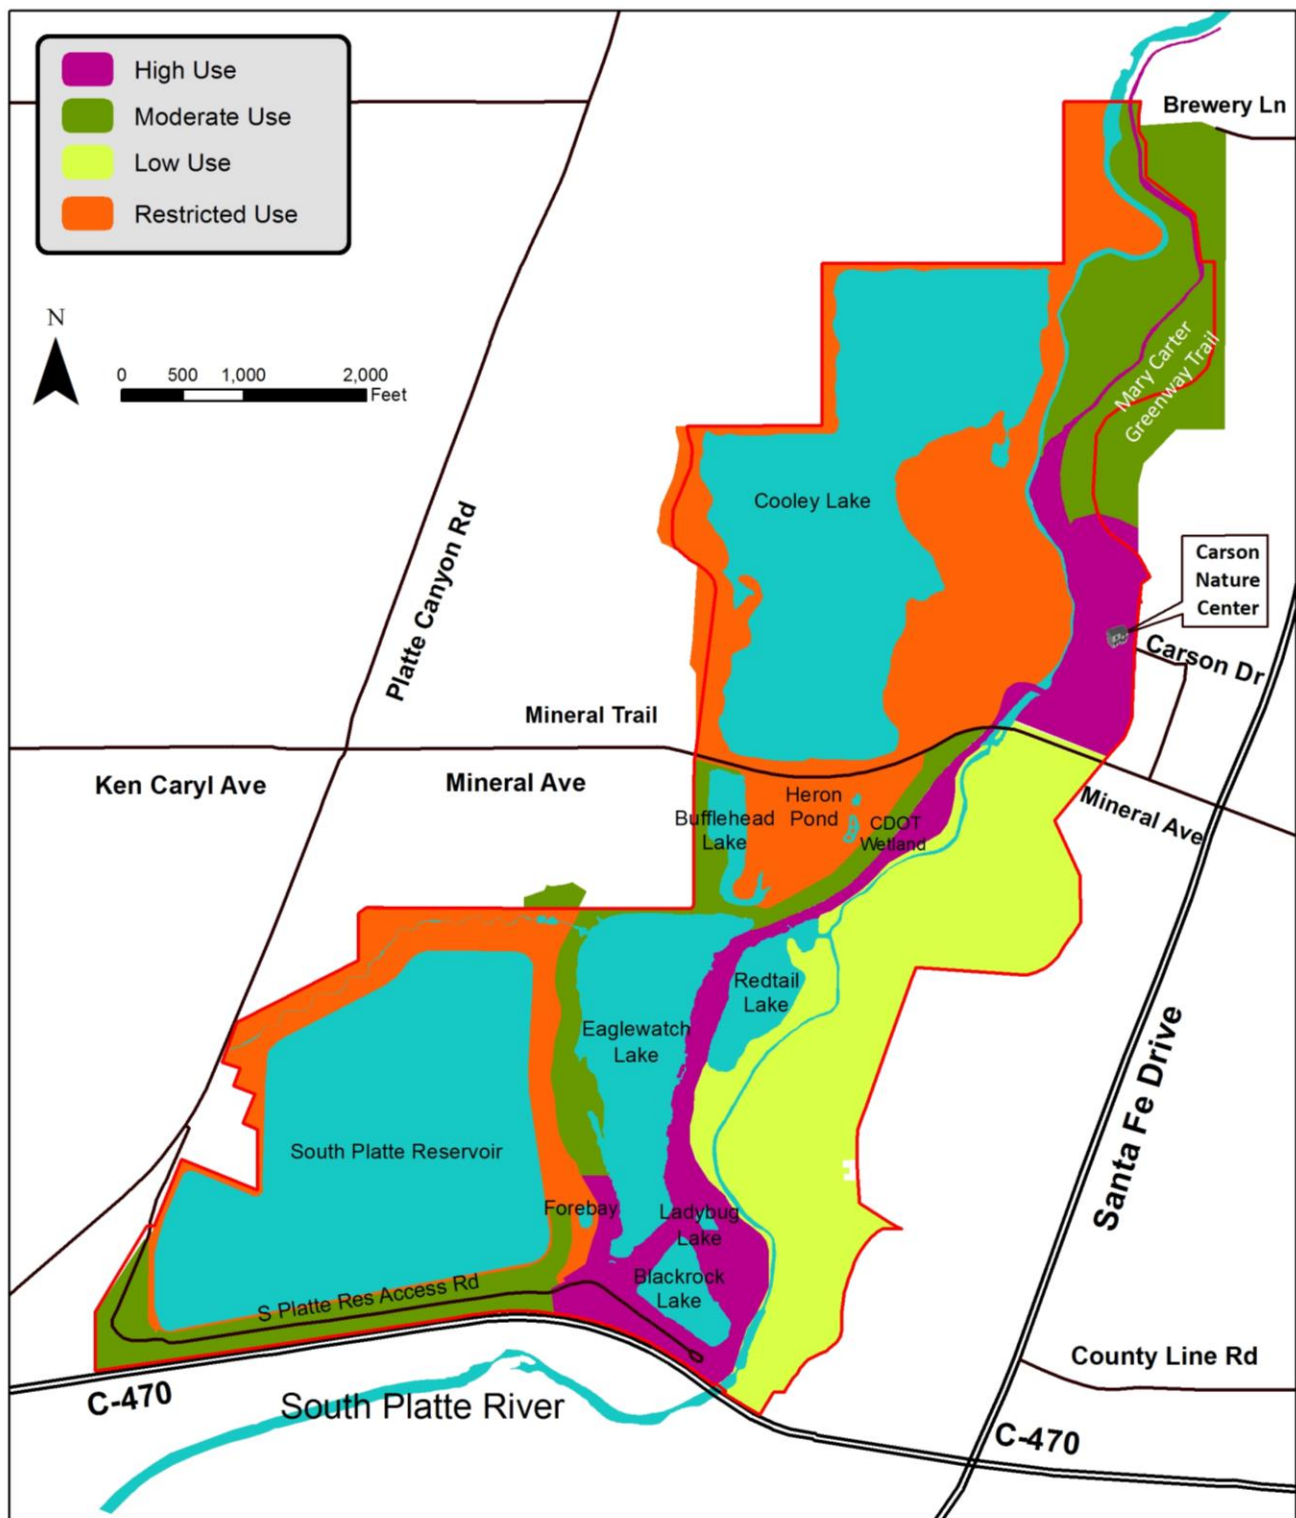 High Use
Moderate Use
Low Use
Restricted Use
Brewery Ln
N
0 500 1,000 2,000
Feet
Mary Carter
Greenway Trail
Cooley Lake
Platte Canyon Rd
Carson
Nature
Center
Carson Dr
Mineral Trail
Ken Caryl Ave
Mineral Ave
Heron
Pond
Mineral Ave
Bufflehead
Lake
CDOT
Wetland
Redtail
Lake
Eaglewatch
Lake
Santa Fe Drive
South Platte Reservoir
Forebay
Ladybug
Lake
Blackrock
Lake
S Platte Res Access Rd
County Line Rd
C-470
South Platte River
C-470